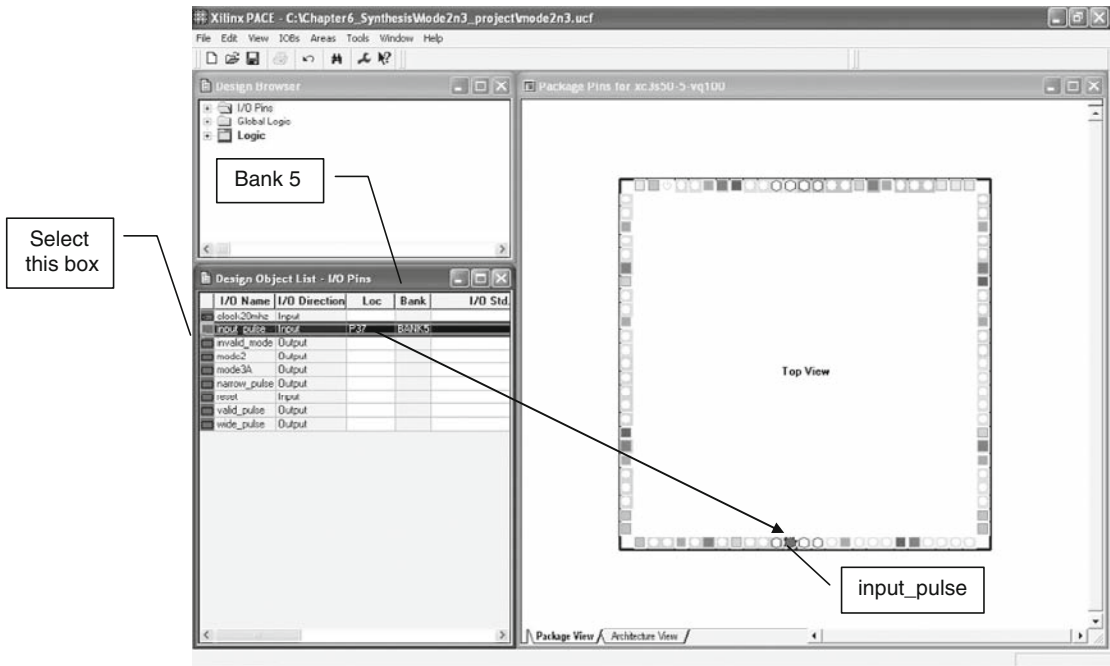 Xilinx PACE - C:\Chapter6_Synthesis\Mode2n3_project\mode2n3.ucf
File Edit View IOBs Areas Tools Window Help
Design Browser
I/O Pins
Global Logic
Logic
Bank 5
Select
this box
Design Object List - I/O Pins
I/O Name I/O Direction Loc Bank I/O Std.
clock20mhz Input
input_pulse Input P37 BANK5
invalid_mode Output
mode2 Output
mode3A Output
narrow_pulse Output
reset Input
valid_pulse Output
wide_pulse Output
Package Pins for xc3s50-5-vq100
Top View
input_pulse
Package View Architecture View